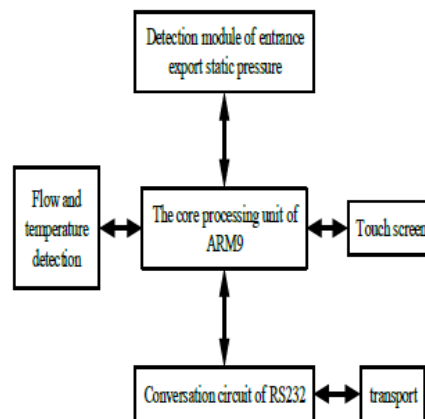 Detection module of entrance
export static pressure
Flow and
temperature
detection
The core processing unit of
ARM9
Touch screen
Conversation circuit of RS232
transport